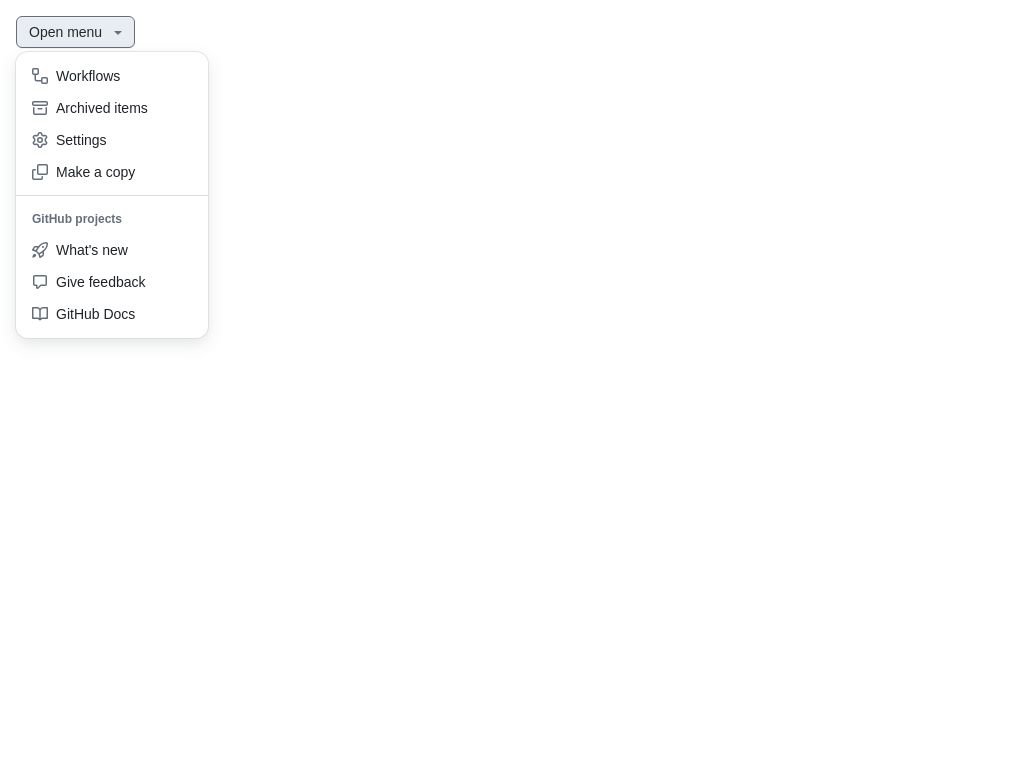 Open menu
Workflows
Archived items
Settings
Make a copy
GitHub projects
What's new
Give feedback
GitHub Docs